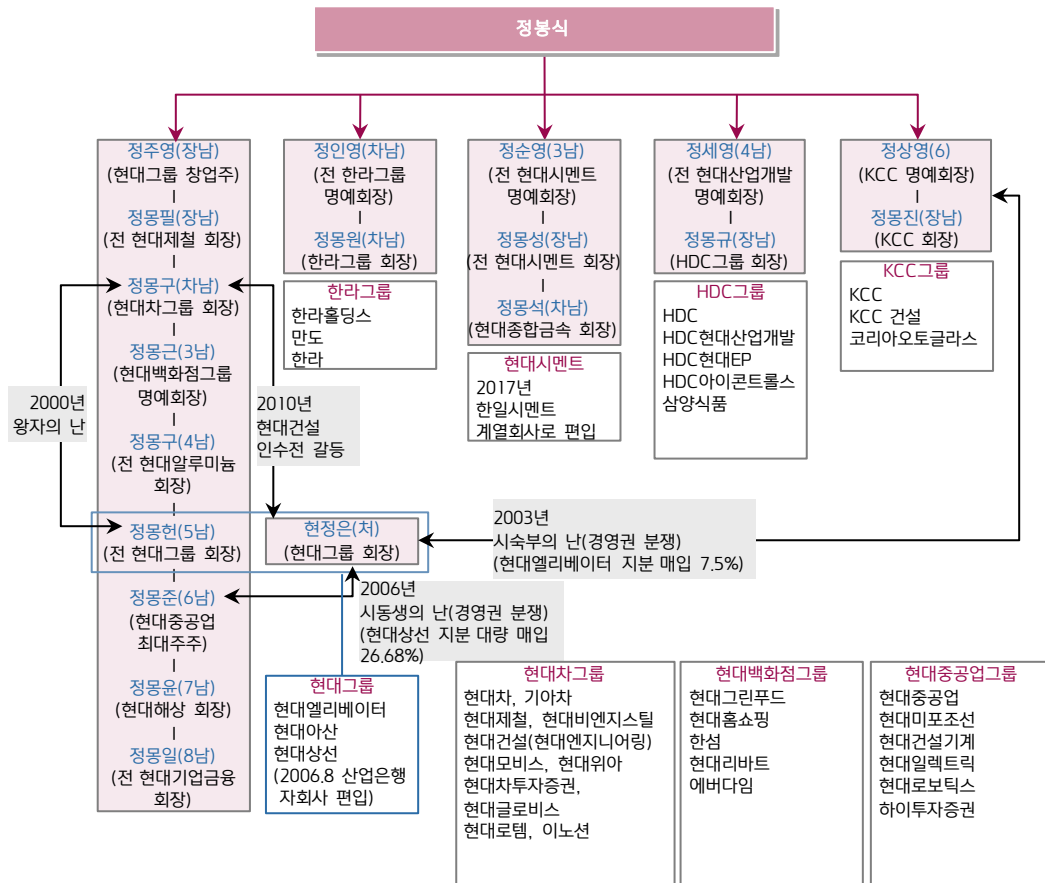 정봉식
정주영(장남)
(현대그룹 창업주)
정몽필(장남)
(전 현대제철 회장)
정몽구(차남)
(현대차그룹 회장)
정몽근(3남)
(현대백화점그룹
명예회장)
정몽구(4남)
(전 현대알루미늄
회장)
정몽헌(5남)
(전 현대그룹 회장)
정몽준(6남)
(현대중공업
최대주주)
정몽윤(7남)
(현대해상 회장)
정몽일(8남)
(전 현대기업금융
회장)
정인영(차남)
(전 한라그룹
명예회장)
정몽원(차남)
(한라그룹 회장)
한라그룹
한라홀딩스
만도
한라
정순영(3남)
(전 현대시멘트
명예회장)
정몽성(장남)
(전 현대시멘트 회장)
정몽석(차남)
(현대종합금속 회장)
현대시멘트
2017년
한일시멘트
계열회사로 편입
정세영(4남)
(전 현대산업개발
명예회장)
정몽규(장남)
(HDC그룹 회장)
HDC그룹
HDC
HDC현대산업개발
HDC현대EP
HDC아이콘트롤스
삼양식품
정상영(6)
(KCC 명예회장)
정몽진(장남)
(KCC 회장)
KCC그룹
KCC
KCC 건설
코리아오토글라스
2000년
왕자의 난
2010년
현대건설
인수전 갈등
현정은(처)
(현대그룹 회장)
2003년
시숙부의 난(경영권 분쟁)
(현대엘리베이터 지분 매입 7.5%)
2006년
시동생의 난(경영권 분쟁)
(현대상선 지분 대량 매입
26.68%)
현대그룹
현대엘리베이터
현대아산
현대상선
(2006.8 산업은행
자회사 편입)
현대차그룹
현대차, 기아차
현대제철, 현대비엔지스틸
현대건설(현대엔지니어링)
현대모비스, 현대위아
현대차투자증권,
현대글로비스
현대로템, 이노션
현대백화점그룹
현대그린푸드
현대홈쇼핑
한섬
현대리바트
에버다임
현대중공업그룹
현대중공업
현대미포조선
현대건설기계
현대일렉트릭
현대로보틱스
하이투자증권